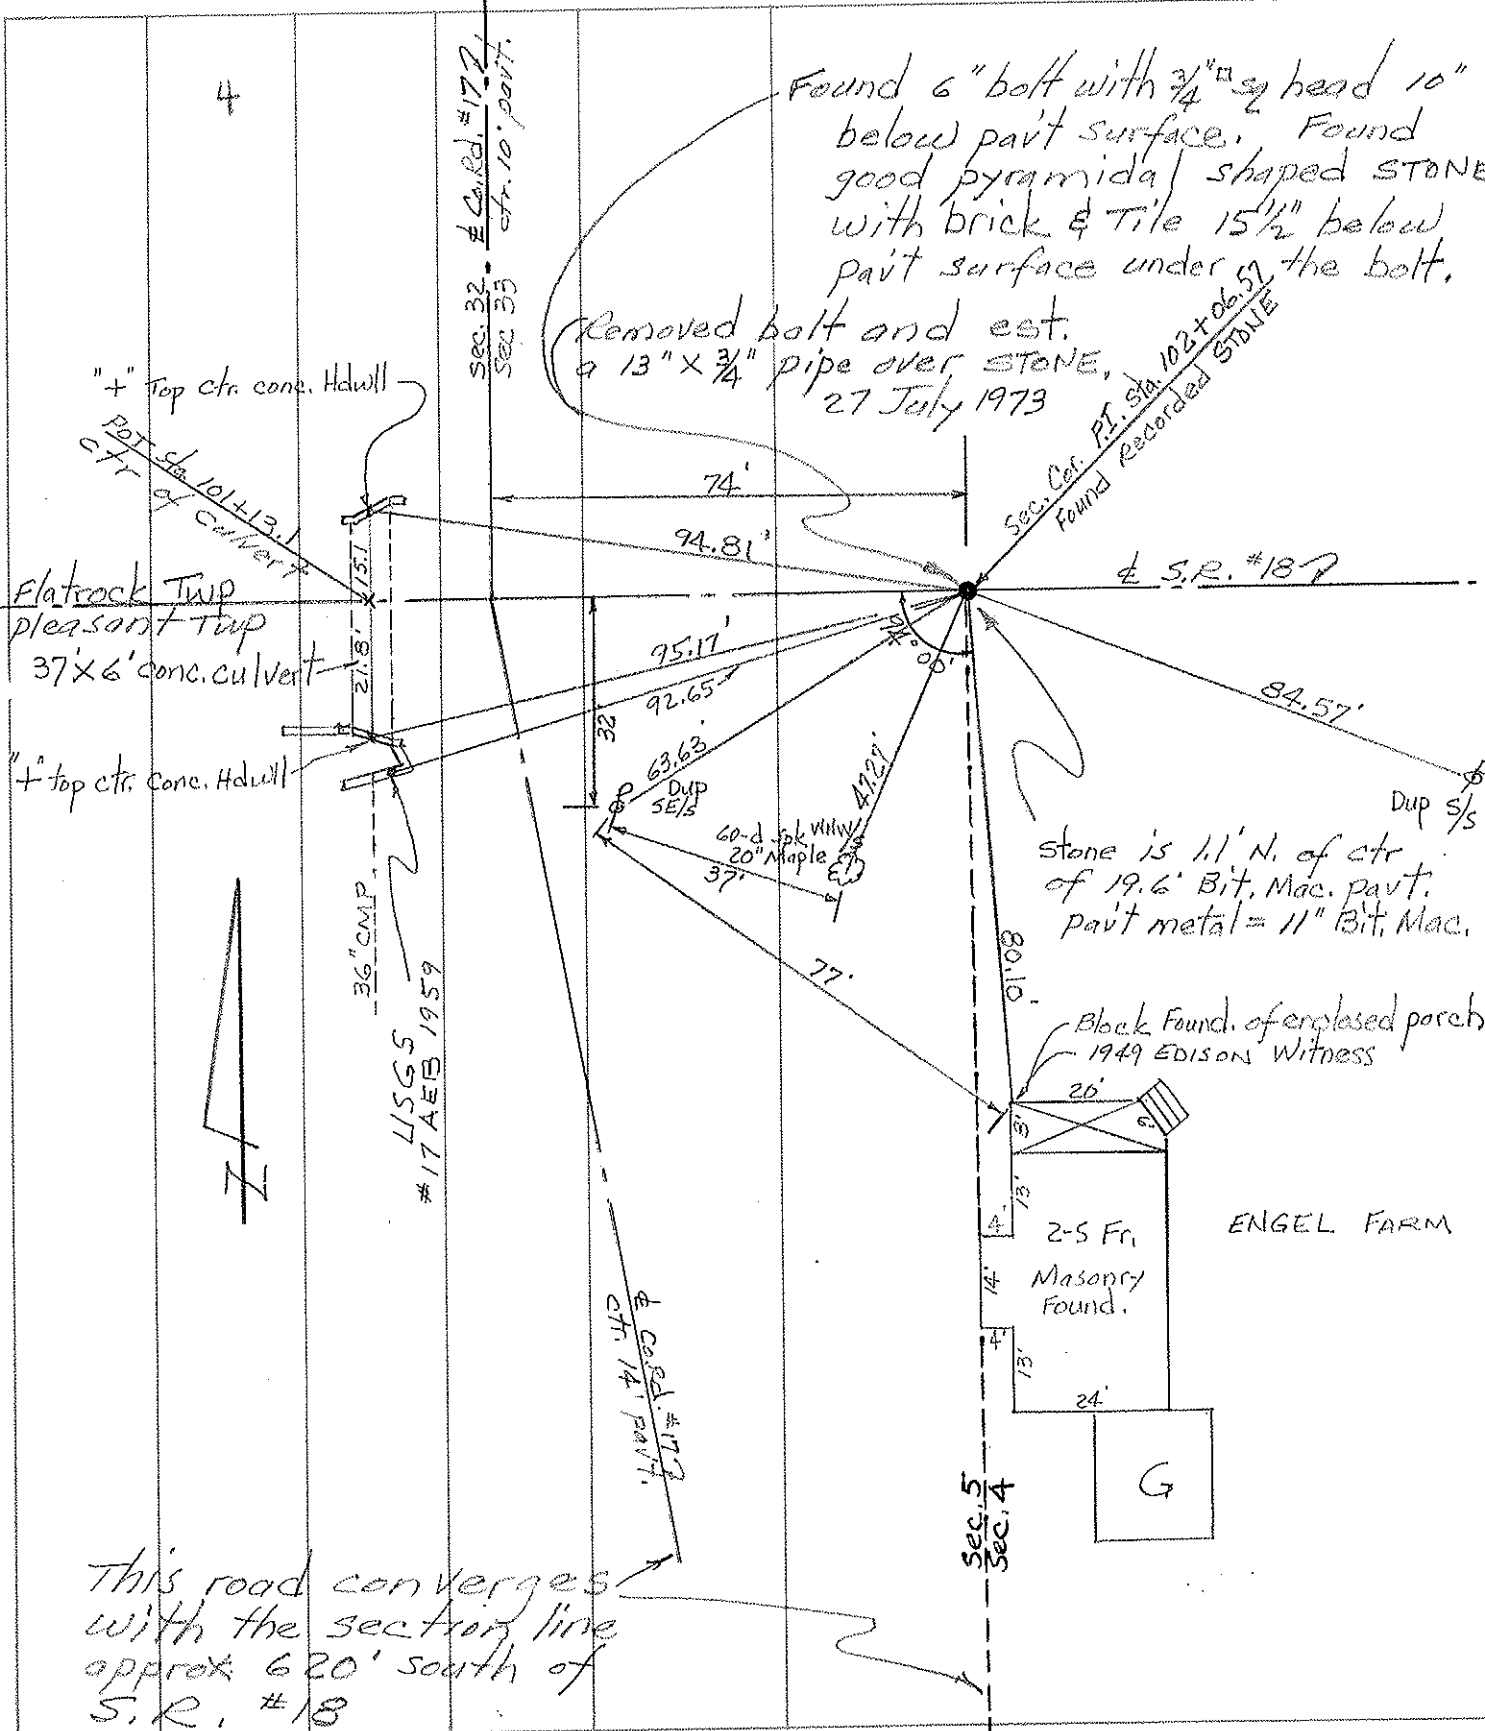 4
Sec. 32 ℄ Co. Rd. #17
Sec 33 ctr. 10' pav't.
Found 6" bolt with 3/4"□ sq head 10"
below pav't surface. Found
good pyramidal shaped STONE
with brick & Tile 15 1/2" below
pav't surface under the bolt.
Removed bolt and est.
a 13" X 3/4" pipe over STONE.
27 July 1973
Sec. Cor. P.I. Sta. 102+06.57
Found Recorded STONE
"+" Top ctr. conc. Hdwll
POT Sta 101+13.1
ctr of culvert
74'
94.81'
15.1
℄ S.R. #18
Flatrock Twp
pleasant Twp
37'X6' conc. culvert
21.8'
95.17'
92.65
94°00'
32'
84.57'
"+" top ctr. conc. Hdwll
63.63'
47.27'
P
Dup
SE/S
60-d spk WNW/S
20" Maple
37'
Dup S/S
Stone is 1.1' N. of ctr
of 19.6' Bit. Mac. pav't.
pav't metal = 11" Bit. Mac.
36" CMP
USGS
#17 AEB 1959
77'
80.10'
Block Found. of enclosed porch
1949 EDISON Witness
20'
8'
13'
4'
2-S Fr.
Masonry
Found.
ENGEL FARM
14'
4'
13'
24'
G
Z
℄ Co. Rd. #17
ctr. 14' pav't.
Sec. 5
Sec. 4
This road converges
with the section line
approx 620' south of
S.R. #18